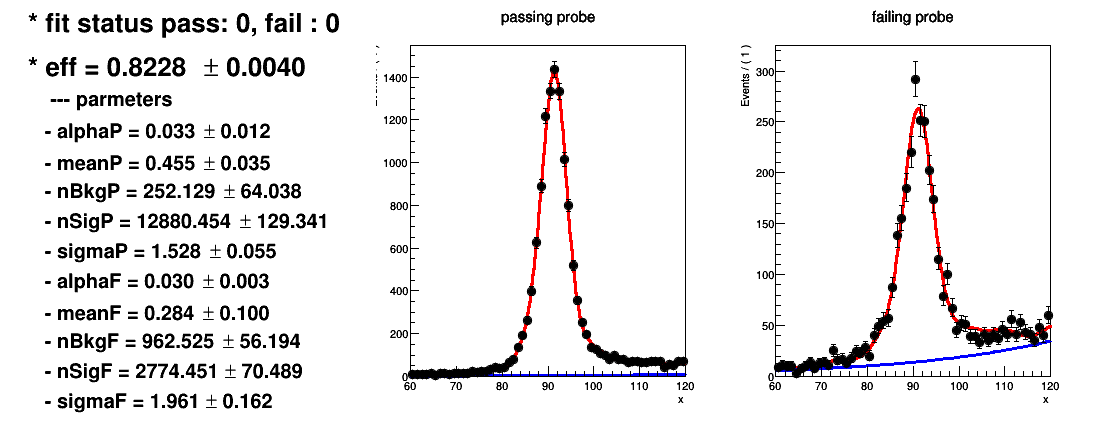 * fit status pass: 0, fail : 0
* eff = 0.8228 ± 0.0040
--- parmeters
- alphaP = 0.033 ± 0.012
- meanP = 0.455 ± 0.035
- nBkgP = 252.129 ± 64.038
- nSigP = 12880.454 ± 129.341
- sigmaP = 1.528 ± 0.055
- alphaF = 0.030 ± 0.003
- meanF = 0.284 ± 0.100
- nBkgF = 962.525 ± 56.194
- nSigF = 2774.451 ± 70.489
- sigmaF = 1.961 ± 0.162
passing probe
1400
1200
1000
800
600
400
200
0
60 70 80 90 100 110 120
x
failing probe
Events / ( 1 )
300
250
200
150
100
50
0
60 70 80 90 100 110 120
x